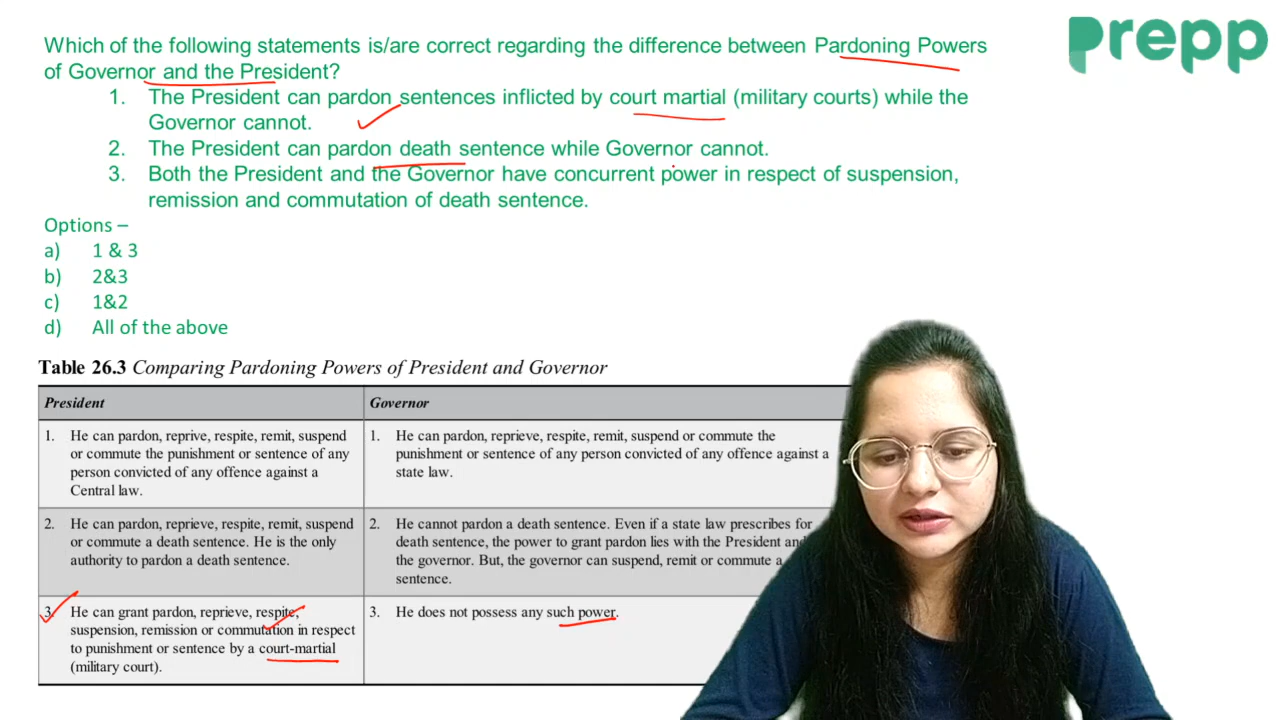 prepp
Which of the following statements is/are correct regarding the difference between Pardoning Powers
of Governor and the President?
1. The President can pardon sentences inflicted by court martial (military courts) while the
Governor cannot.
2. The President can pardon death sentence while Governor cannot.
3. Both the President and the Governor have concurrent power in respect of suspension,
remission and commutation of death sentence.
Options –
a) 1 & 3
b) 2&3
c) 1&2
d) All of the above
Table 26.3 Comparing Pardoning Powers of President and Governor
President
Governor
1. He can pardon, reprive, respite, remit, suspend
or commute the punishment or sentence of any
person convicted of any offence against a
Central law.
1. He can pardon, reprieve, respite, remit, suspend or commute the
punishment or sentence of any person convicted of any offence against a
state law.
2. He can pardon, reprieve, respite, remit, suspend
or commute a death sentence. He is the only
authority to pardon a death sentence.
2. He cannot pardon a death sentence. Even if a state law prescribes for
death sentence, the power to grant pardon lies with the President and
the governor. But, the governor can suspend, remit or commute a
sentence.
3. He can grant pardon, reprieve, respite,
suspension, remission or commutation in respect
to punishment or sentence by a court-martial
(military court).
3. He does not possess any such power.